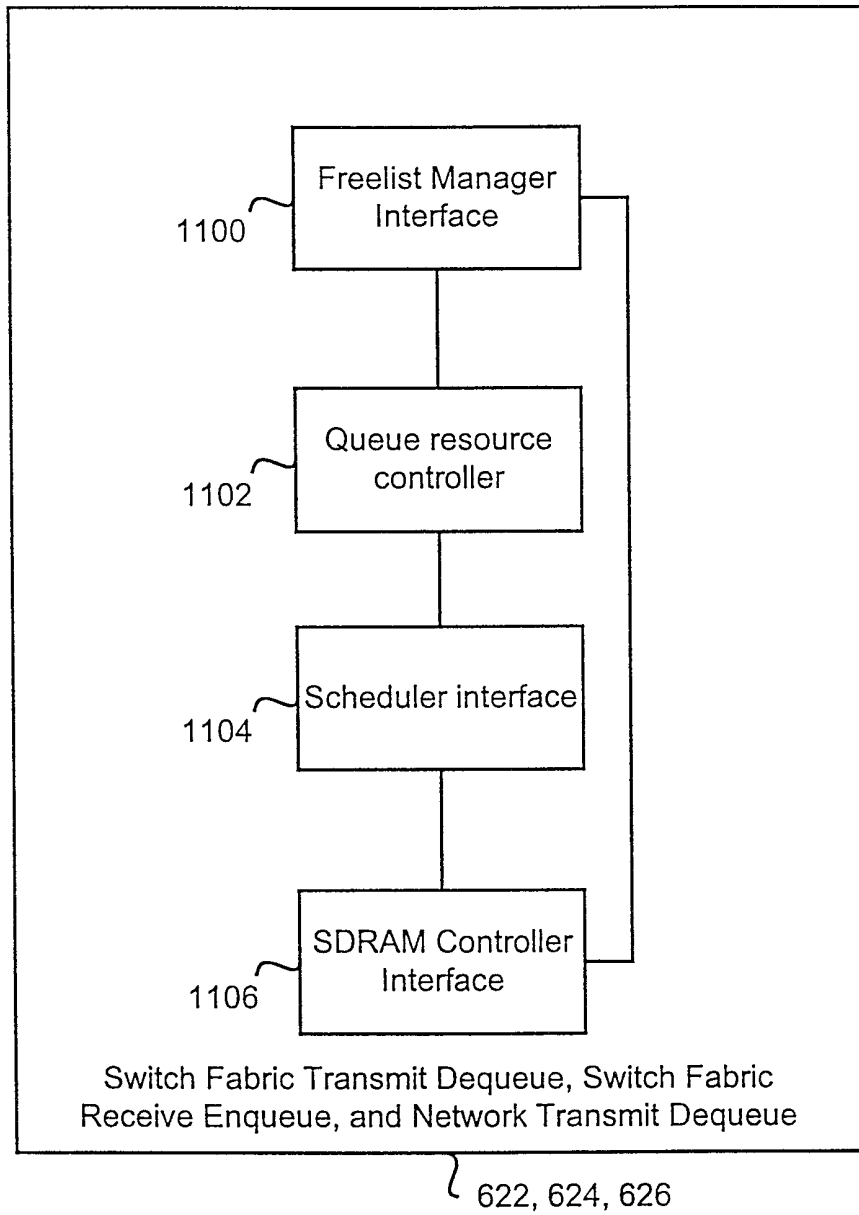 Freelist Manager
Interface
1100
Queue resource
controller
1102
Scheduler interface
1104
SDRAM Controller
Interface
1106
Switch Fabric Transmit Dequeue, Switch Fabric
Receive Enqueue, and Network Transmit Dequeue
622, 624, 626